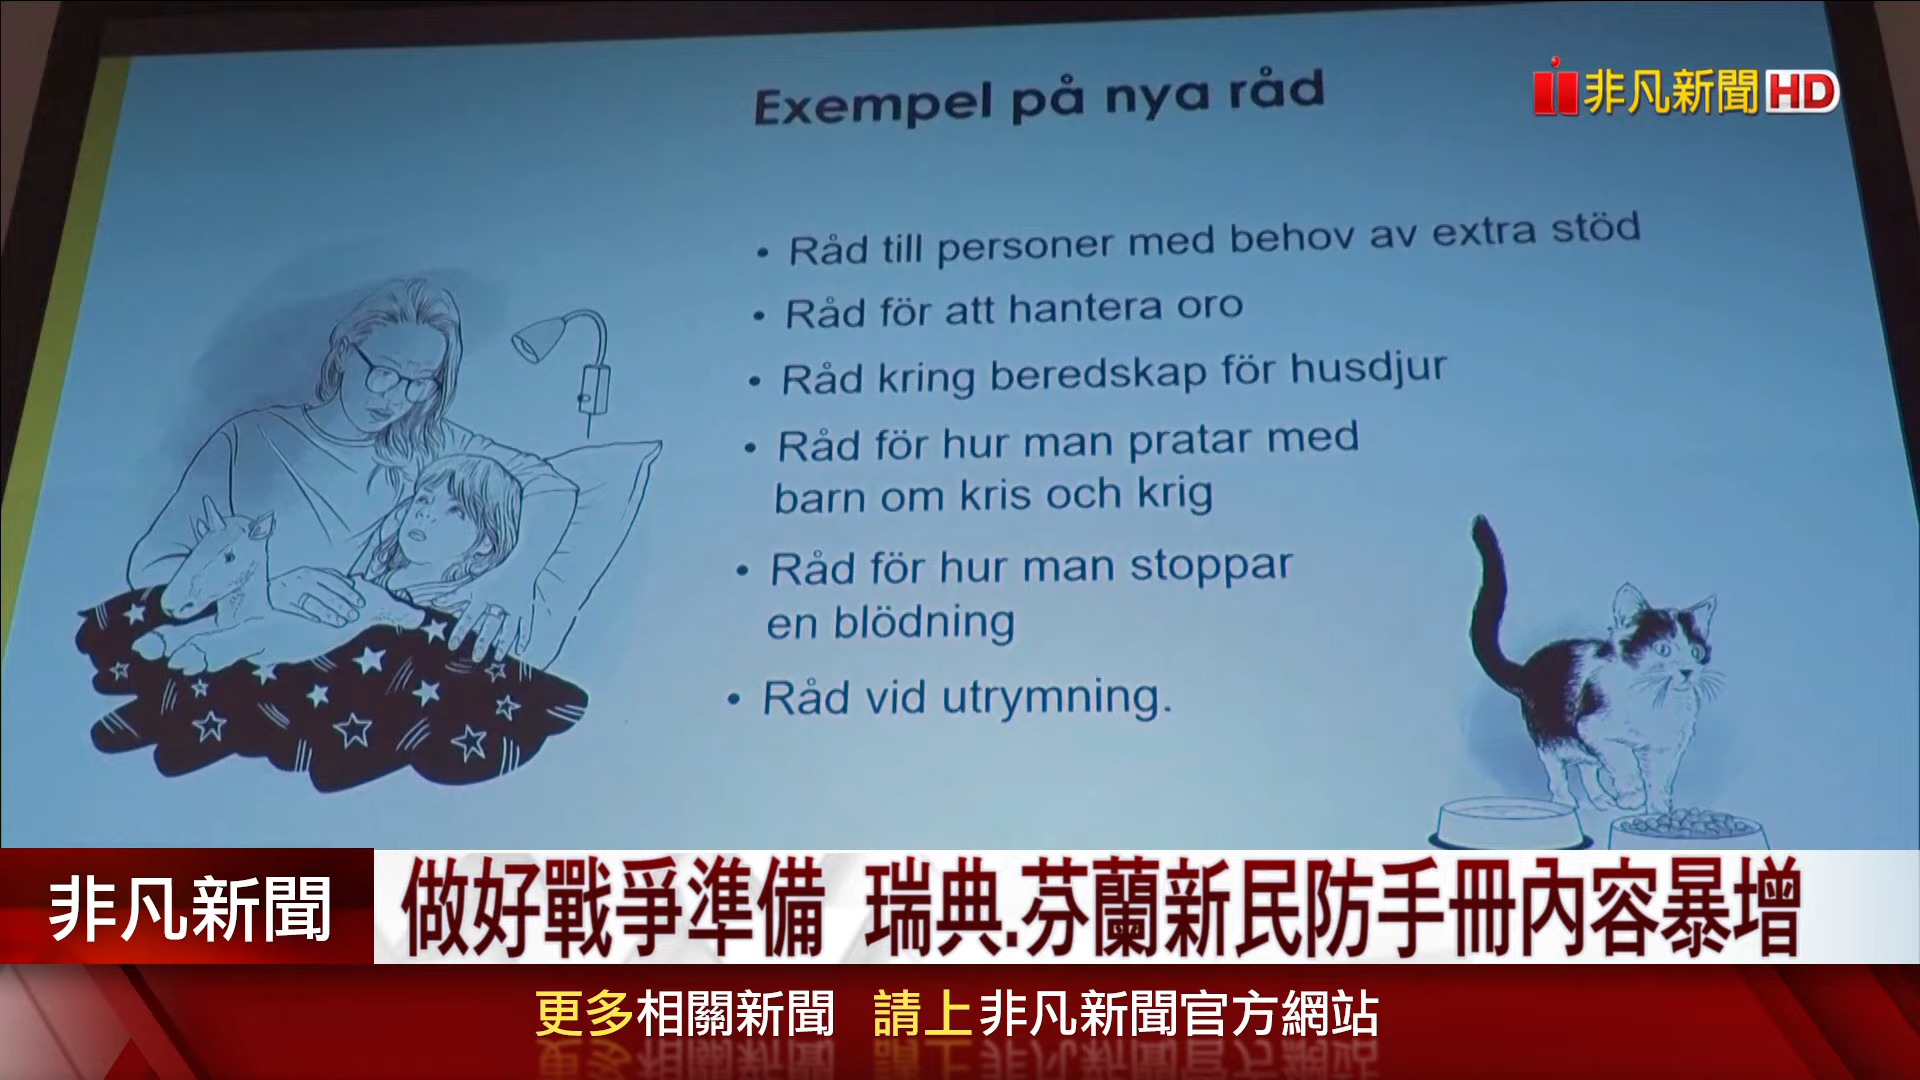 Exempel på nya råd
非凡新聞HD
• Råd till personer med behov av extra stöd
• Råd för att hantera oro
• Råd kring beredskap för husdjur
• Råd för hur man pratar med
barn om kris och krig
• Råd för hur man stoppar
en blödning
• Råd vid utrymning.
非凡新聞
做好戰爭準備 瑞典.芬蘭新民防手冊內容暴增
更多相關新聞 請上非凡新聞官方網站